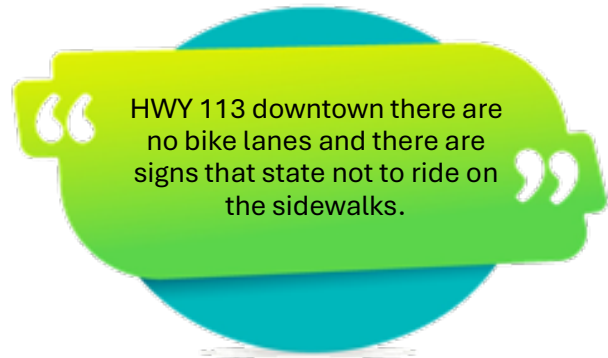 HWY 113 downtown there are
no bike lanes and there are
signs that state not to ride on
the sidewalks.